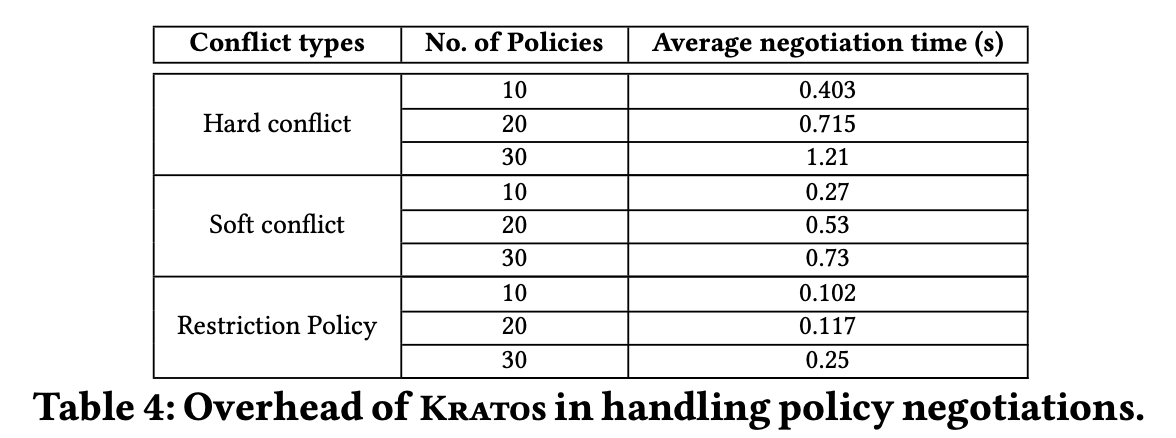 Conflict types No. of Policies Average negotiation time (s)
Hard conflict 10 0.403
20 0.715
30 1.21
Soft conflict 10 0.27
20 0.53
30 0.73
Restriction Policy 10 0.102
20 0.117
30 0.25
Table 4: Overhead of KRATOS in handling policy negotiations.